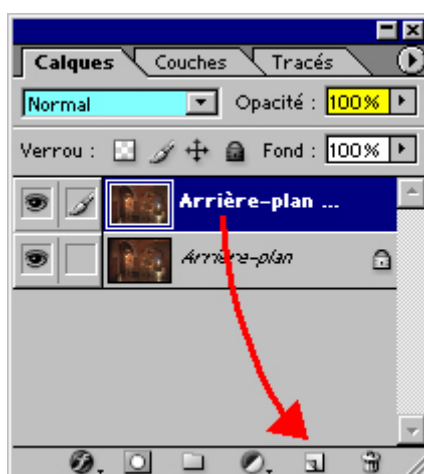 Calques Couches Tracés
Normal Opacité : 100%
Verrou : Fond : 100%
Arrière-plan ...
Arrière-plan